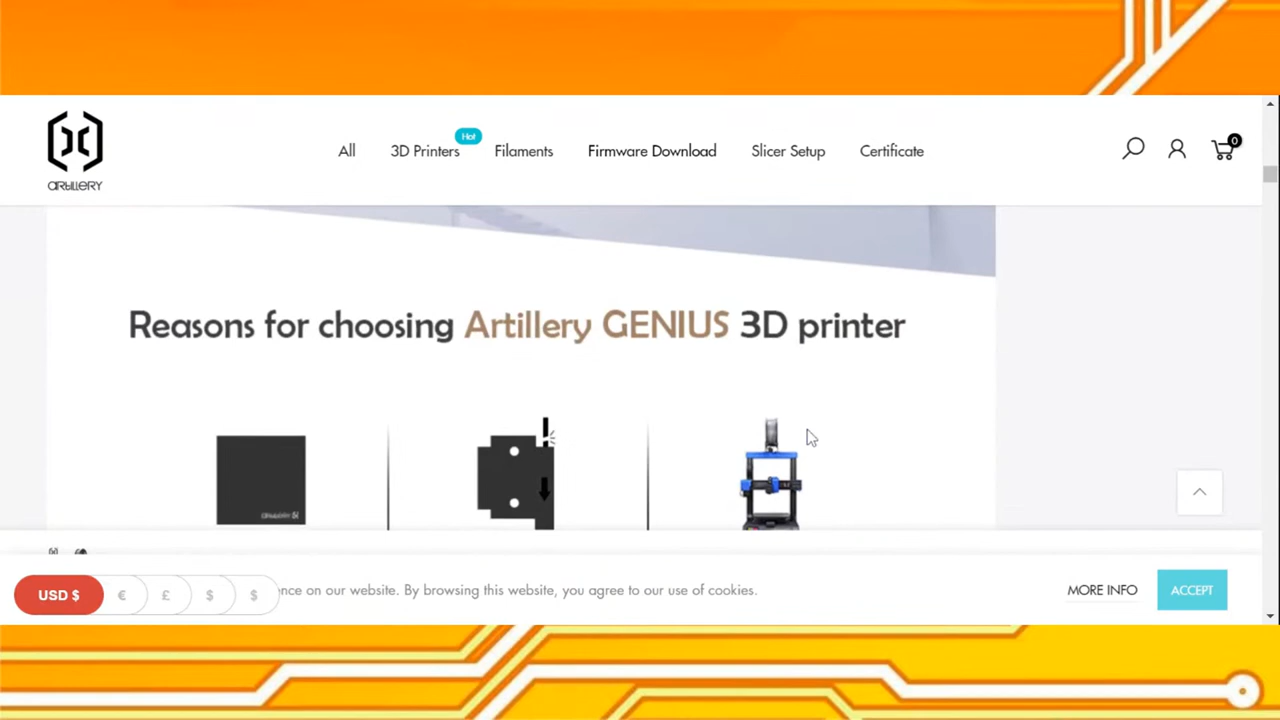 artillery
All
3D Printers
Hot
Filaments
Firmware Download
Slicer Setup
Certificate
0
Reasons for choosing Artillery GENIUS 3D printer
USD $
€
£
$
$
nce on our website. By browsing this website, you agree to our use of cookies.
MORE INFO
ACCEPT